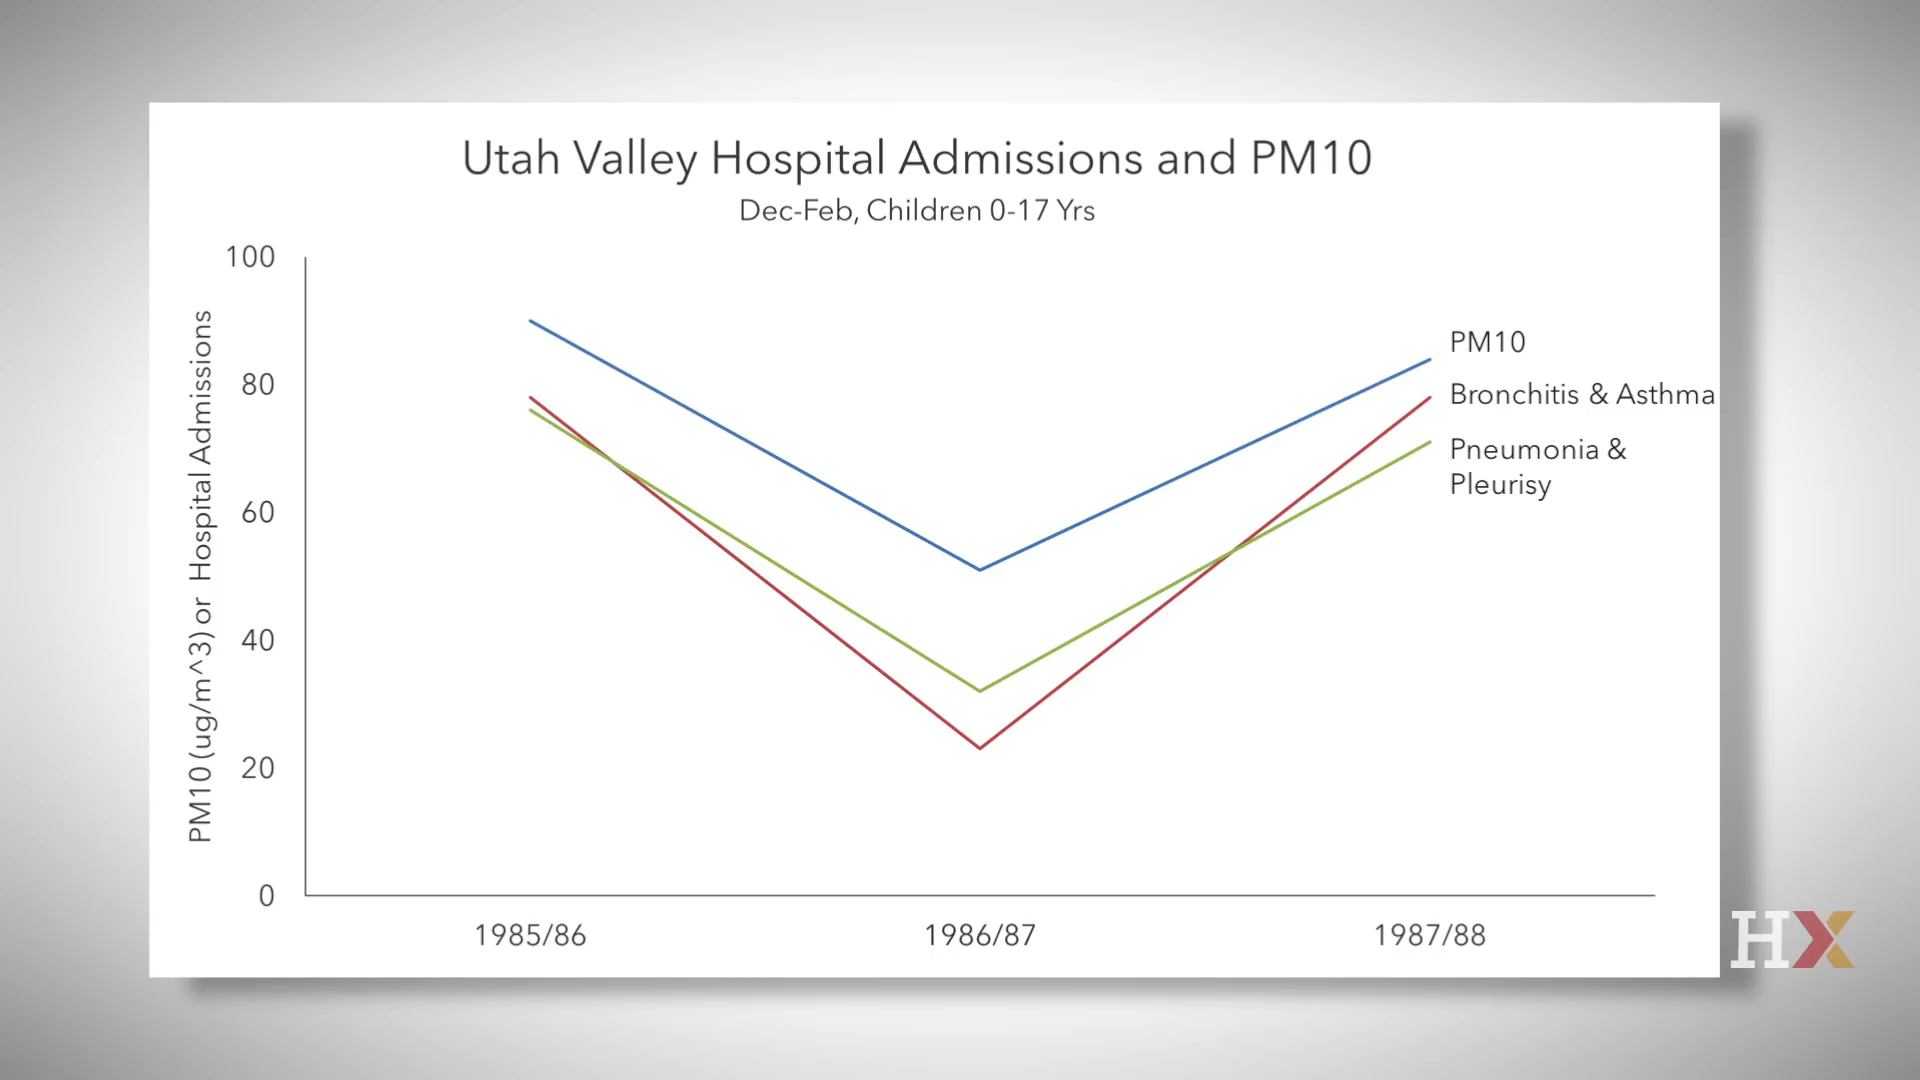 Utah Valley Hospital Admissions and PM10
Dec-Feb, Children 0-17 Yrs
PM10 (ug/m^3) or Hospital Admissions
100
80
60
40
20
0
PM10
Bronchitis & Asthma
Pneumonia &
Pleurisy
1985/86
1986/87
1987/88
HX